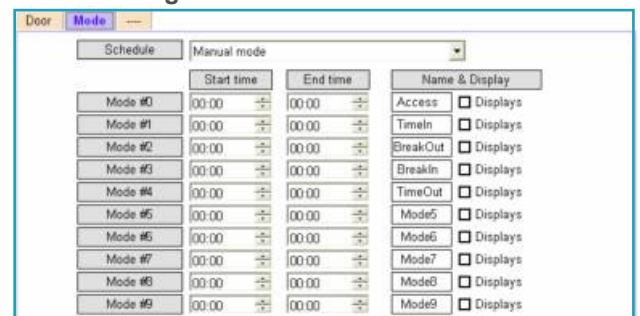 Door Mode ----
Schedule Manual mode
Start time End time Name & Display
Mode #0 00:00 00:00 Access Displays
Mode #1 00:00 00:00 TimeIn Displays
Mode #2 00:00 00:00 BreakOut Displays
Mode #3 00:00 00:00 BreakIn Displays
Mode #4 00:00 00:00 TimeOut Displays
Mode #5 00:00 00:00 Mode5 Displays
Mode #6 00:00 00:00 Mode6 Displays
Mode #7 00:00 00:00 Mode7 Displays
Mode #8 00:00 00:00 Mode8 Displays
Mode #9 00:00 00:00 Mode9 Displays